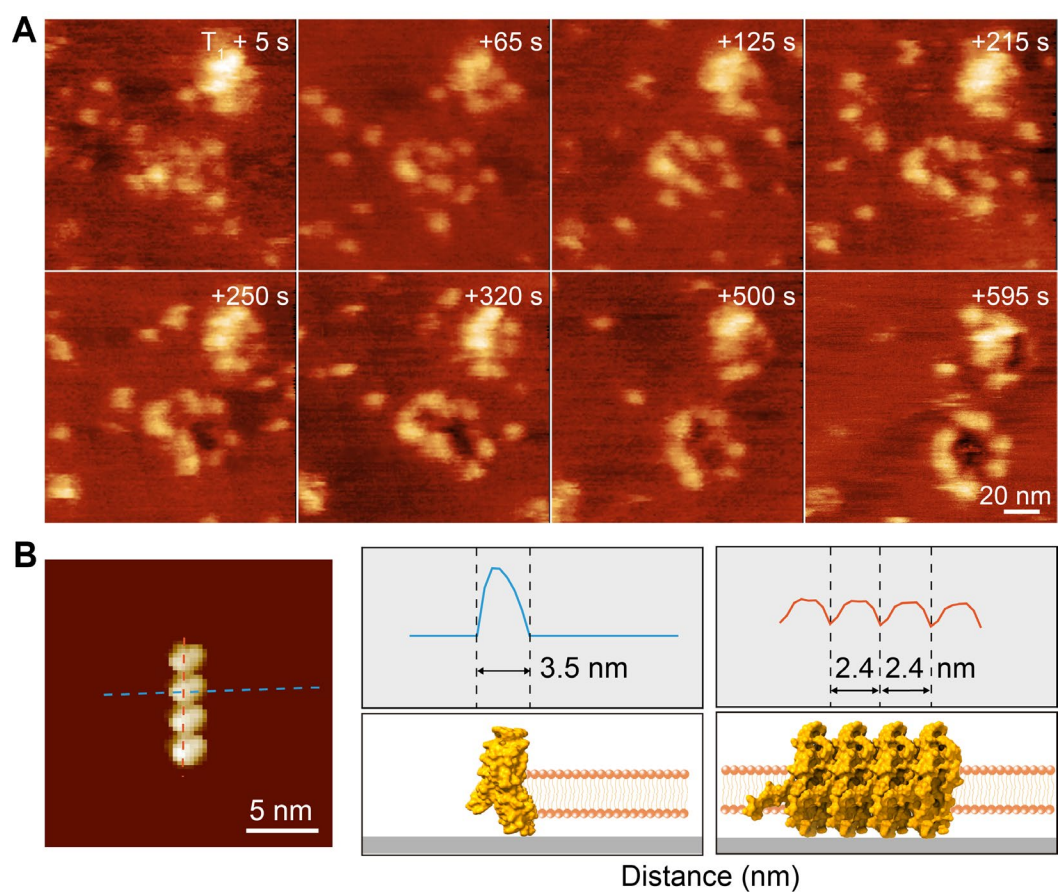 A
T1 + 5 s
+65 s
+125 s
+215 s
+250 s
+320 s
+500 s
+595 s
20 nm
B
5 nm
3.5 nm
2.4 2.4 nm
Distance (nm)